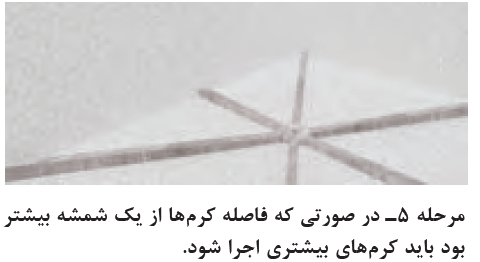 مرحله ۵ـ در صورتی که فاصله کرم‌ها از یک شمشه بیشتر
بود باید کرم‌های بیشتری اجرا شود.